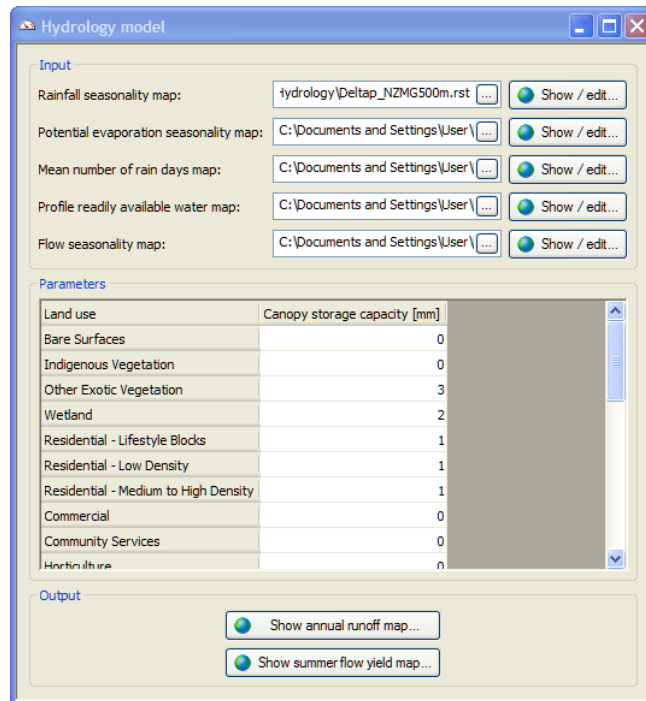 Hydrology model
Input
Rainfall seasonality map: Hydrology\Deltap_NZMG500m.rst ... Show / edit...
Potential evaporation seasonality map: C:\Documents and Settings\User\ ... Show / edit...
Mean number of rain days map: C:\Documents and Settings\User\ ... Show / edit...
Profile readily available water map: C:\Documents and Settings\User\ ... Show / edit...
Flow seasonality map: C:\Documents and Settings\User\ ... Show / edit...
Parameters
Land use Canopy storage capacity [mm]
Bare Surfaces 0
Indigenous Vegetation 0
Other Exotic Vegetation 3
Wetland 2
Residential - Lifestyle Blocks 1
Residential - Low Density 1
Residential - Medium to High Density 1
Commercial 0
Community Services 0
Horticulture 0
Output
Show annual runoff map...
Show summer flow yield map...